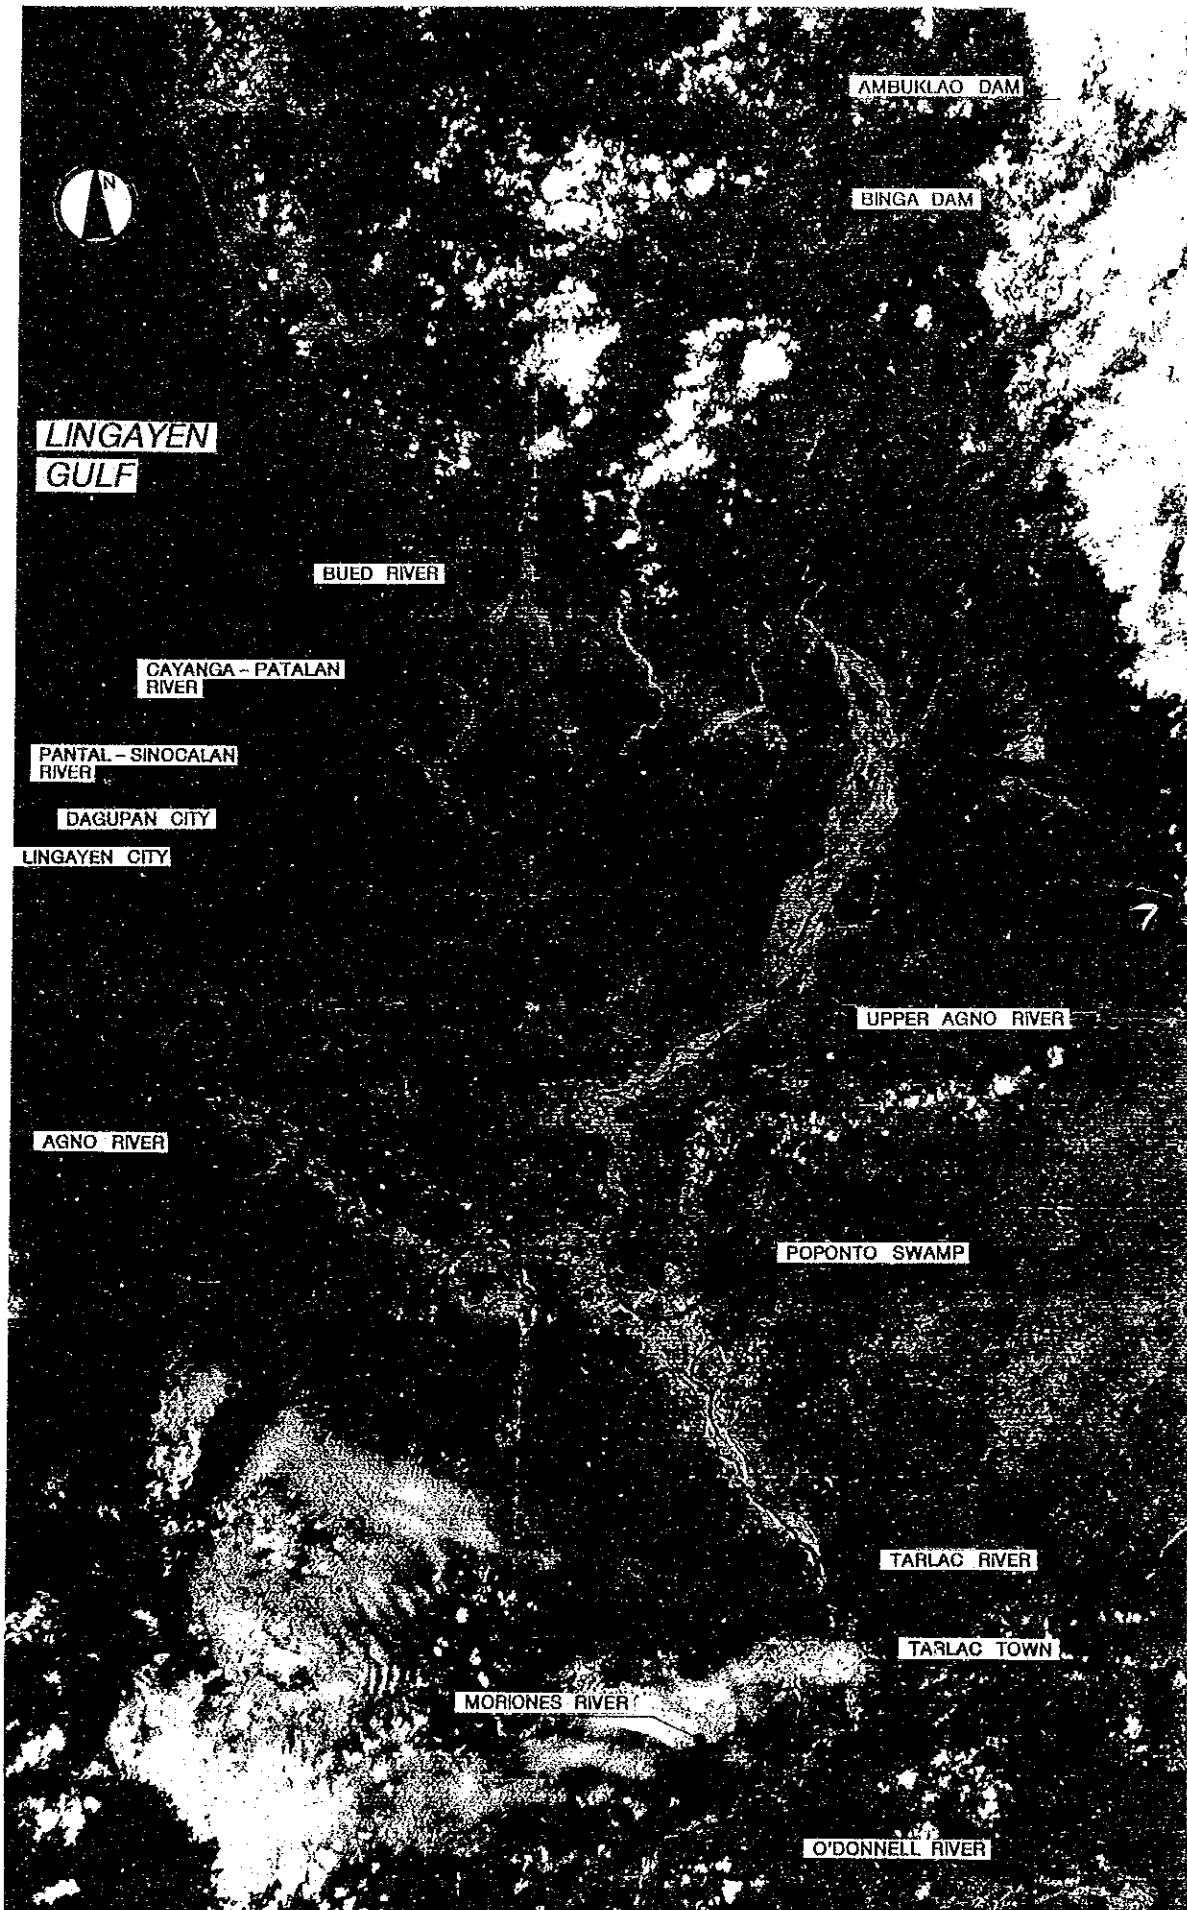 AMBUKLAO DAM
N
BINGA DAM
LINGAYEN
GULF
BUED RIVER
CAYANGA - PATALAN
RIVER
PANTAL - SINOCALAN
RIVER
DAGUPAN CITY
LINGAYEN CITY
UPPER AGNO RIVER
AGNO RIVER
POPONTO SWAMP
TARLAC RIVER
TARLAC TOWN
MORIONES RIVER
O'DONNELL RIVER